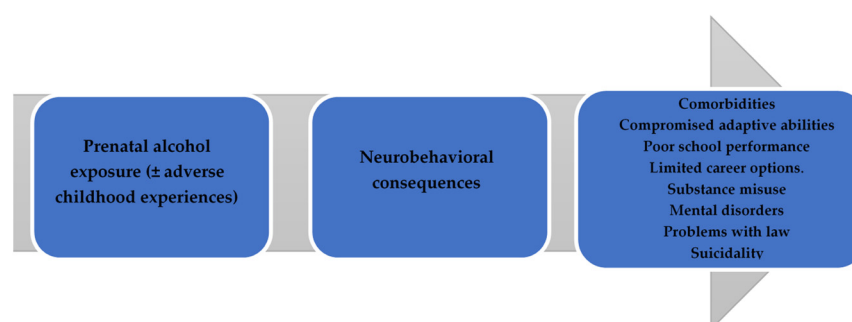 Prenatal alcohol
exposure (± adverse
childhood experiences)
Neurobehavioral
consequences
Comorbidities
Compromised adaptive abilities
Poor school performance
Limited career options.
Substance misuse
Mental disorders
Problems with law
Suicidality